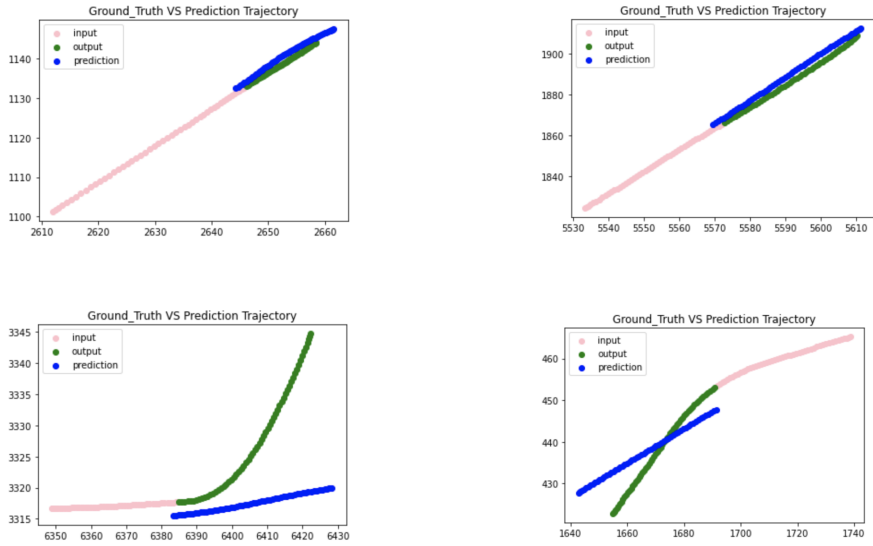 Ground_Truth VS Prediction Trajectory
input
output
prediction
1140
1130
1120
1110
1100
2610 2620 2630 2640 2650 2660
Ground_Truth VS Prediction Trajectory
input
output
prediction
1900
1880
1860
1840
5530 5540 5550 5560 5570 5580 5590 5600 5610
Ground_Truth VS Prediction Trajectory
input
output
prediction
3345
3340
3335
3330
3325
3320
3315
6350 6360 6370 6380 6390 6400 6410 6420 6430
Ground_Truth VS Prediction Trajectory
input
output
prediction
460
450
440
430
1640 1660 1680 1700 1720 1740